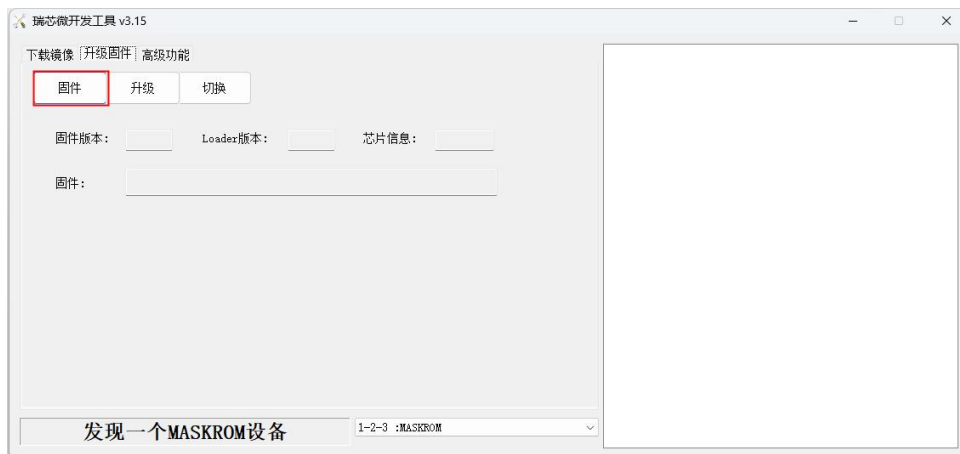 瑞芯微开发工具 v3.15
下载镜像 升级固件 高级功能
固件 升级 切换
固件版本: Loader版本: 芯片信息:
固件:
发现一个MASKROM设备 1-2-3 :MASKROM